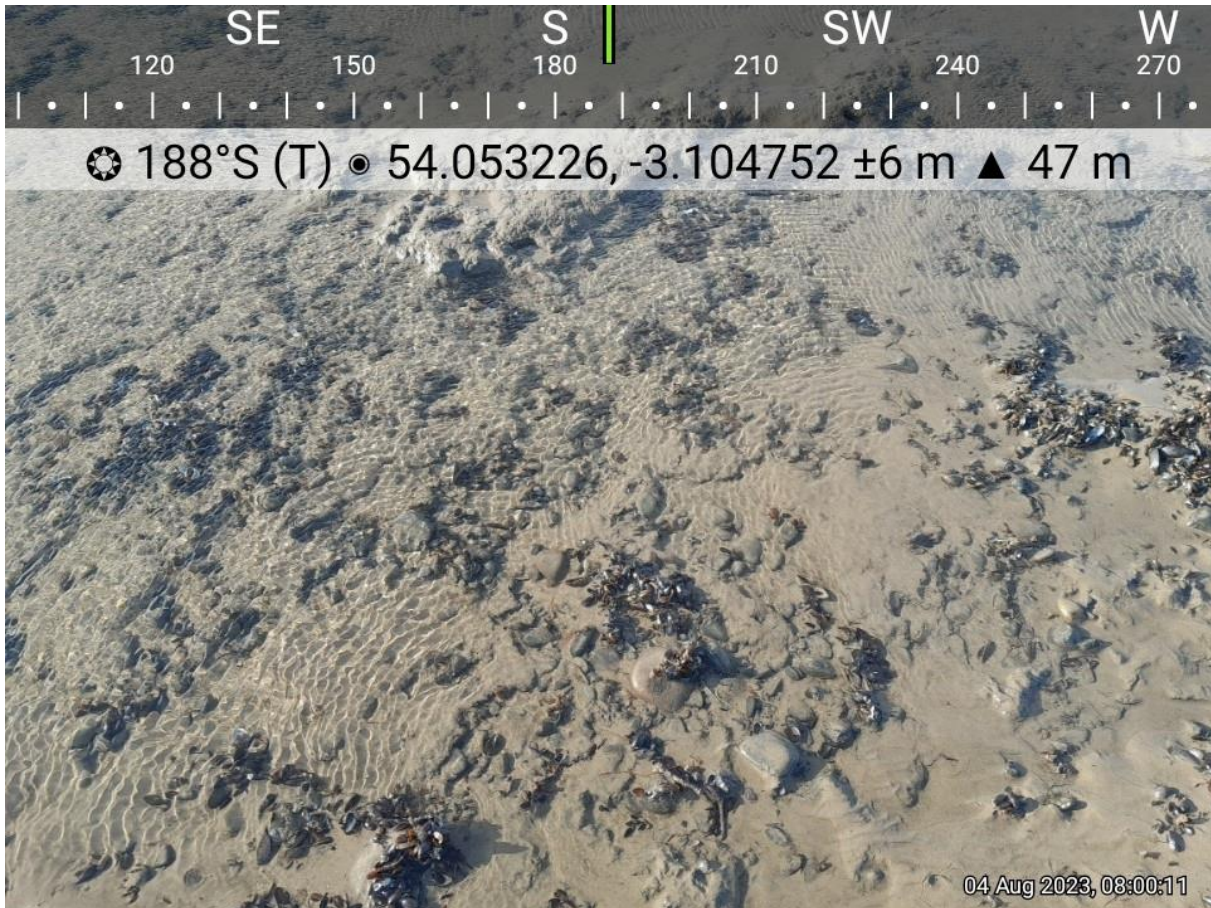 SE S SW W
120 150 180 210 240 270
188°S (T) 54.053226, -3.104752 ±6 m ▲ 47 m
04 Aug 2023, 08:00:11